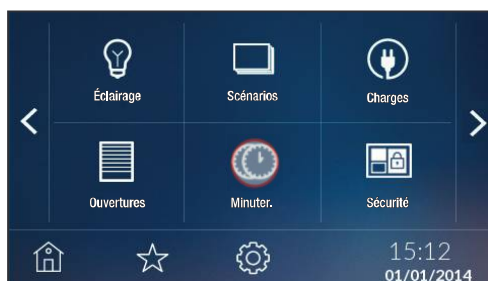 Éclairage
Scénarios
Charges
Ouvertures
Minuter.
Sécurité
15:12
01/01/2014